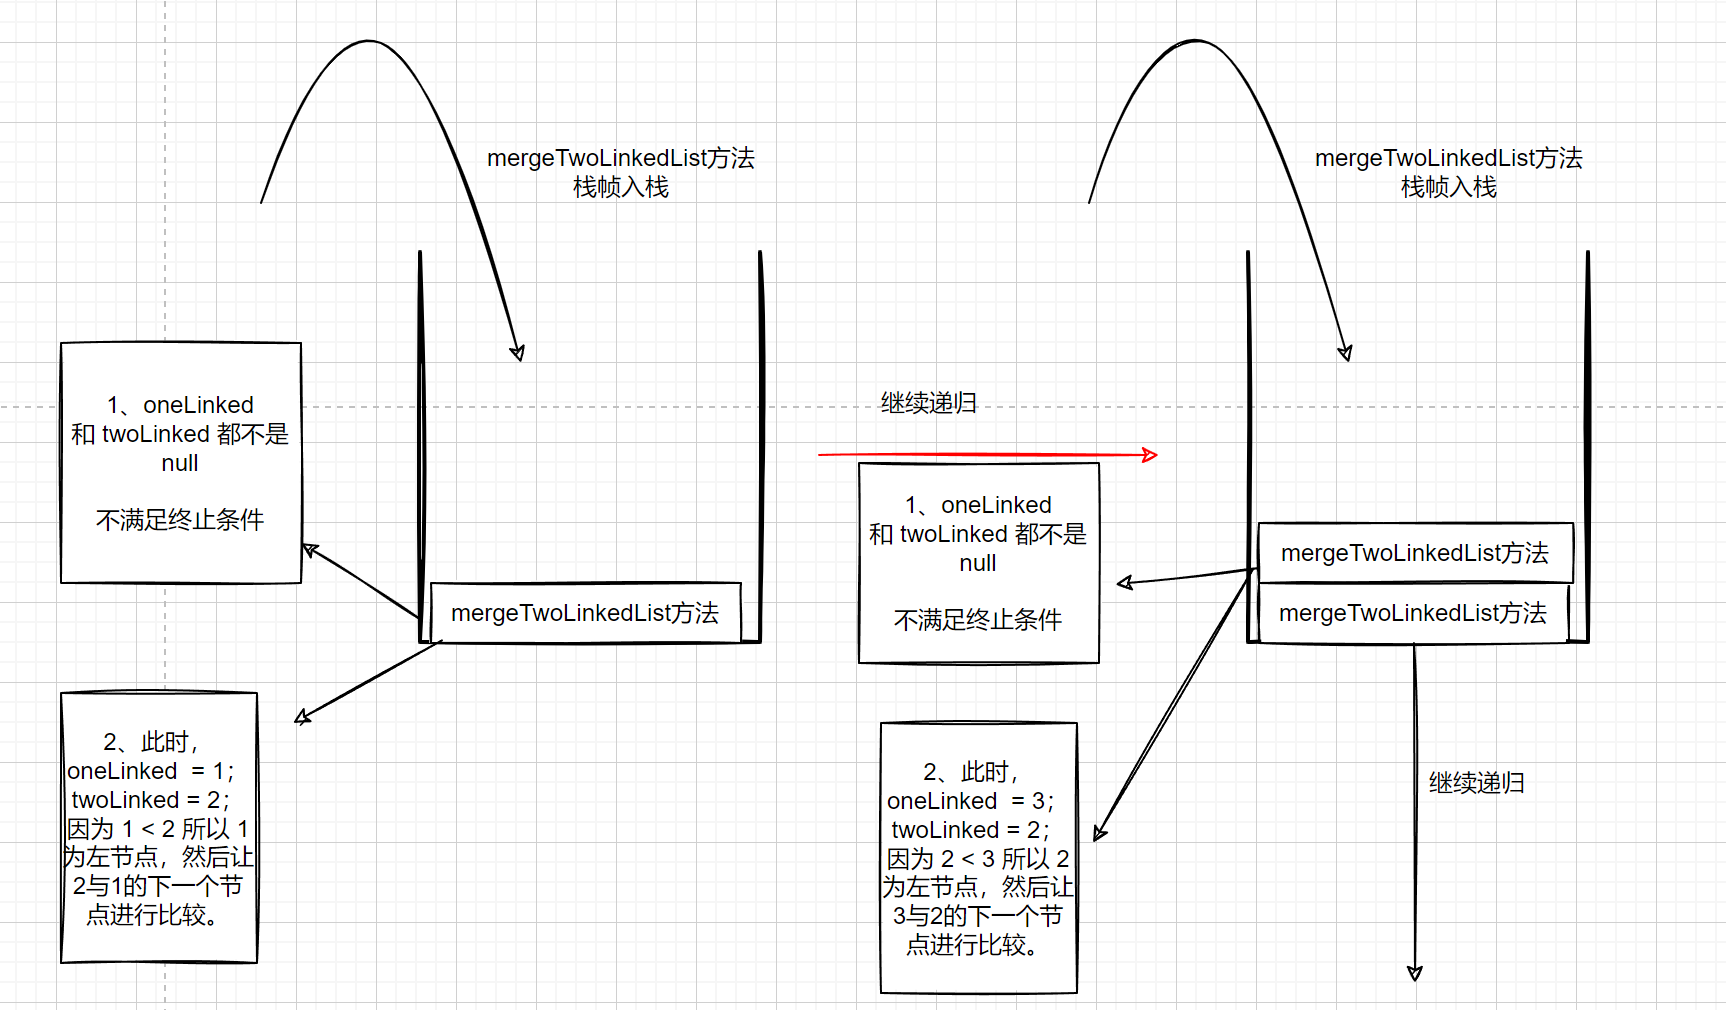 mergeTwoLinkedList方法
栈帧入栈
1、oneLinked
和 twoLinked 都不是
null
不满足终止条件
mergeTwoLinkedList方法
2、此时，
oneLinked  = 1；
twoLinked = 2；
因为 1 < 2 所以 1
为左节点，然后让
2与1的下一个节
点进行比较。
继续递归
mergeTwoLinkedList方法
栈帧入栈
1、oneLinked
和 twoLinked 都不是
null
不满足终止条件
mergeTwoLinkedList方法
mergeTwoLinkedList方法
2、此时，
oneLinked  = 3；
twoLinked = 2；
因为 2 < 3 所以 2
为左节点，然后让
3与2的下一个节
点进行比较。
继续递归